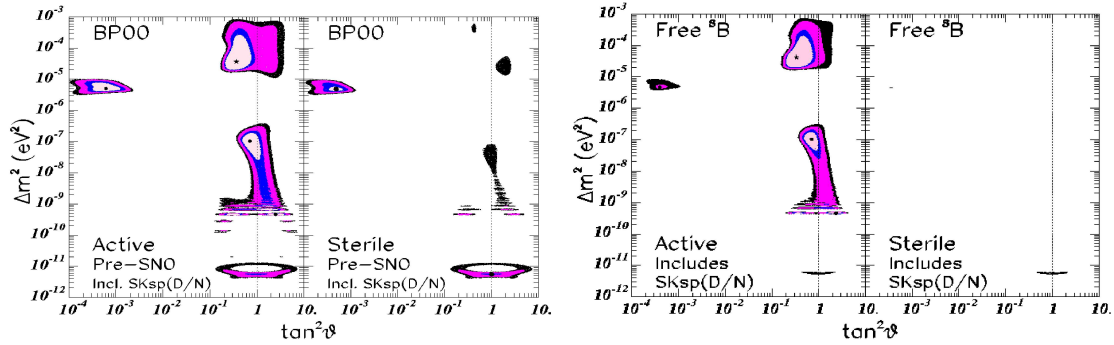 BP00
BP00
Active
Pre-SNO
Incl. SKsp(D/N)
Sterile
Pre-SNO
Incl. SKsp(D/N)
Δm² (eV²)
10⁻³
10⁻⁴
10⁻⁵
10⁻⁶
10⁻⁷
10⁻⁸
10⁻⁹
10⁻¹⁰
10⁻¹¹
10⁻¹²
10⁻⁴ 10⁻³ 10⁻² 10⁻¹ 1 10⁻⁴ 10⁻³ 10⁻² 10⁻¹ 1 10.
tan²ϑ
Free ⁸B
Free ⁸B
Active
Includes
SKsp(D/N)
Sterile
Includes
SKsp(D/N)
Δm² (eV²)
10⁻³
10⁻⁴
10⁻⁵
10⁻⁶
10⁻⁷
10⁻⁸
10⁻⁹
10⁻¹⁰
10⁻¹¹
10⁻¹²
10⁻⁴ 10⁻³ 10⁻² 10⁻¹ 1 10⁻⁴ 10⁻³ 10⁻² 10⁻¹ 1 10.
tan²ϑ